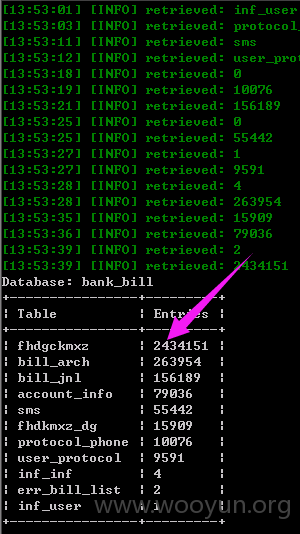 [13:53:01] [INFO] retrieved: inf_user
[13:53:03] [INFO] retrieved: protocol_
[13:53:11] [INFO] retrieved: sms
[13:53:12] [INFO] retrieved: user_prot
[13:53:18] [INFO] retrieved: 0
[13:53:19] [INFO] retrieved: 10076
[13:53:21] [INFO] retrieved: 156189
[13:53:25] [INFO] retrieved: 0
[13:53:25] [INFO] retrieved: 55442
[13:53:27] [INFO] retrieved: 1
[13:53:27] [INFO] retrieved: 9591
[13:53:28] [INFO] retrieved: 4
[13:53:28] [INFO] retrieved: 263954
[13:53:35] [INFO] retrieved: 15909
[13:53:36] [INFO] retrieved: 79036
[13:53:39] [INFO] retrieved: 2
[13:53:39] [INFO] retrieved: 2434151
Database: bank_bill
+---------------+---------+
| Table | Entries |
+---------------+---------+
| fhdgckmxz | 2434151 |
| bill_arch | 263954 |
| bill_jnl | 156189 |
| account_info | 79036 |
| sms | 55442 |
| fhdkmxz_dg | 15909 |
| protocol_phone | 10076 |
| user_protocol | 9591 |
| inf_inf | 4 |
| err_bill_list | 2 |
| inf_user | 1 |
+---------------+---------+
www.wooyun.org